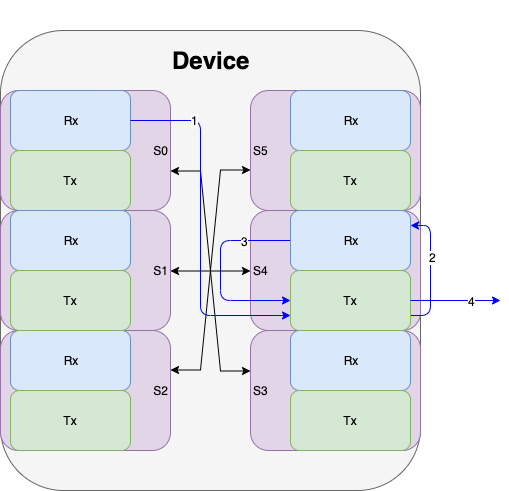 Device
Rx
1
Rx
S0
S5
Tx
Tx
Rx
3
Rx
2
S1
S4
Tx
Tx
4
Rx
Rx
S2
S3
Tx
Tx